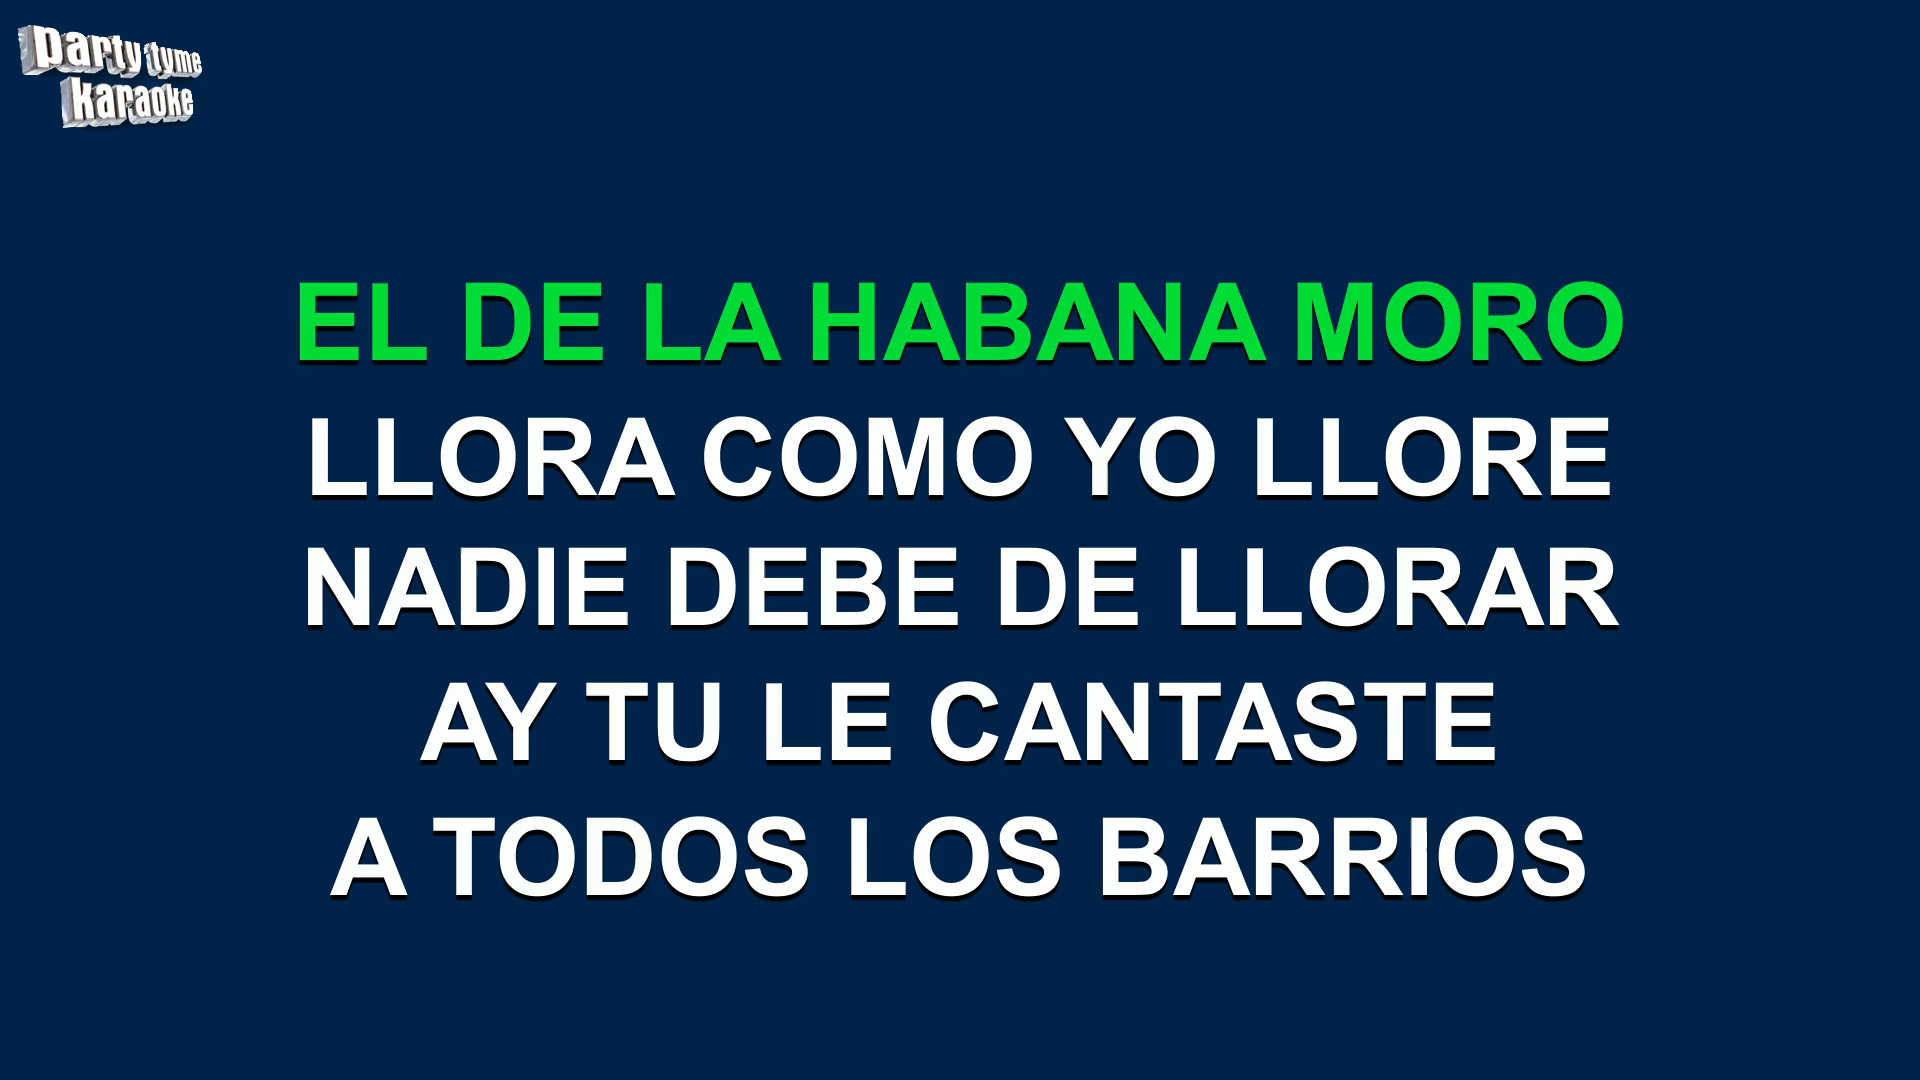 party tyme
karaoke
EL DE LA HABANA MORO
LLORA COMO YO LLORE
NADIE DEBE DE LLORAR
AY TU LE CANTASTE
A TODOS LOS BARRIOS